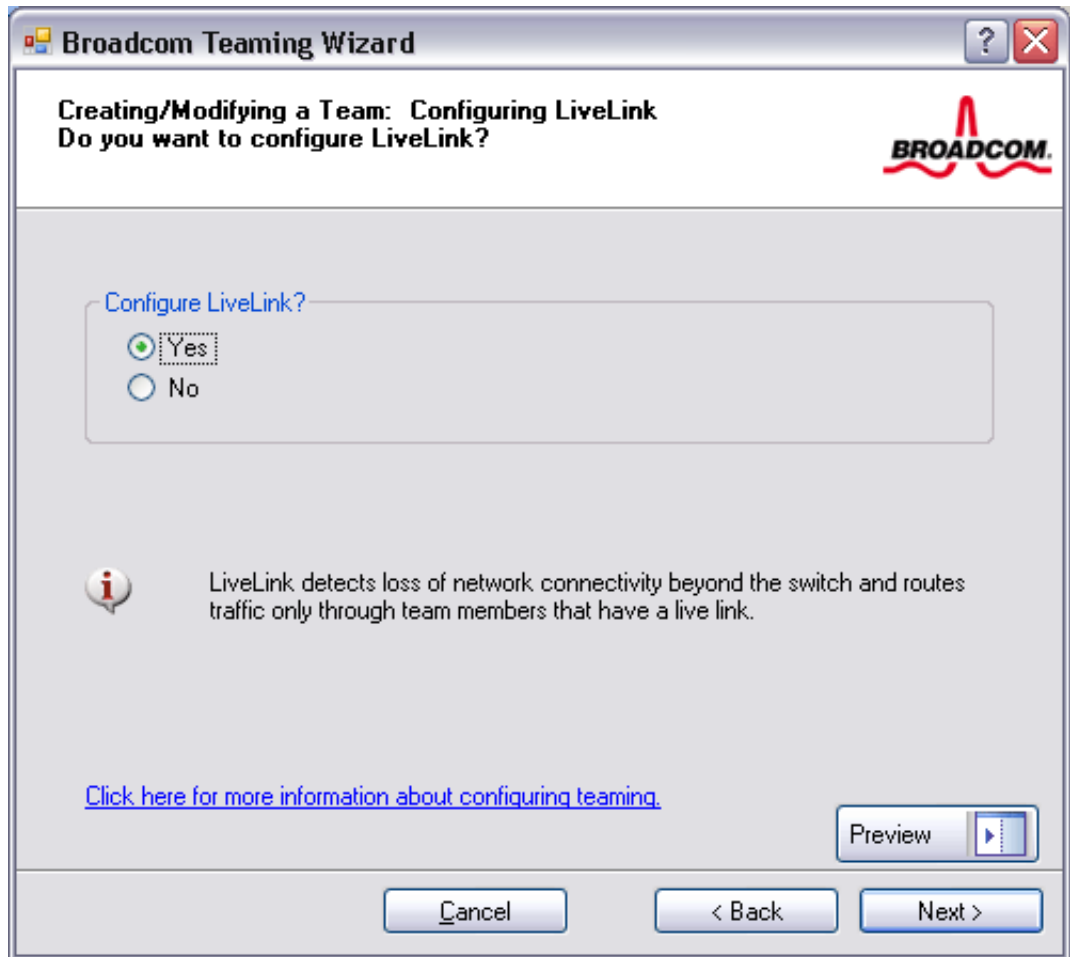 Broadcom Teaming Wizard
?
Creating/Modifying a Team: Configuring LiveLink
Do you want to configure LiveLink?
BROADCOM.
Configure LiveLink?
Yes
No
LiveLink detects loss of network connectivity beyond the switch and routes
traffic only through team members that have a live link.
Click here for more information about configuring teaming.
Preview
Cancel
< Back
Next >